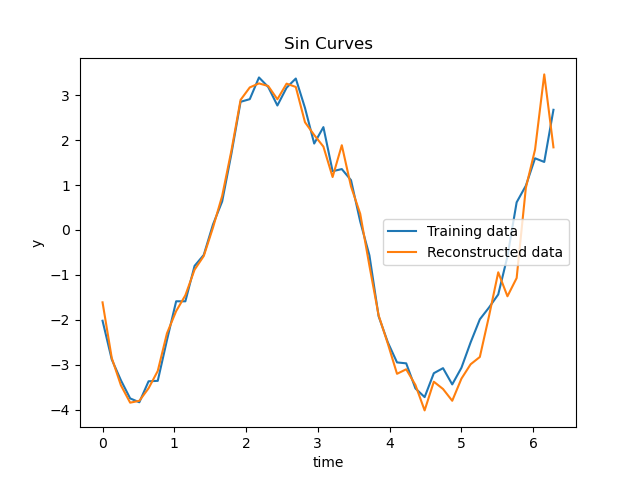 Sin Curves
3
2
1
0
−1
−2
−3
−4
y
Training data
Reconstructed data
0 1 2 3 4 5 6
time